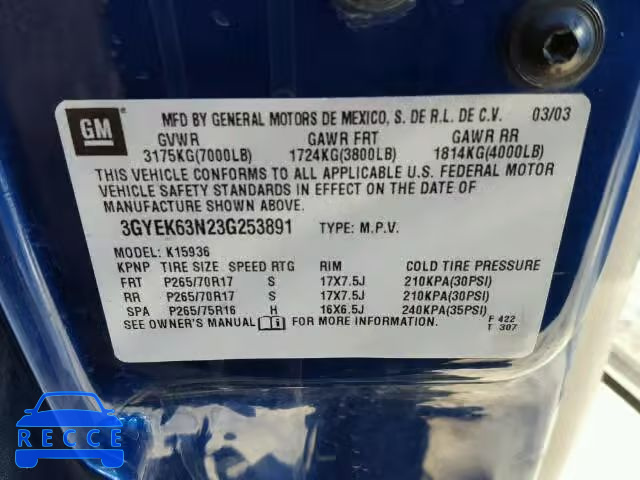 GM
MFD BY GENERAL MOTORS DE MEXICO, S. DE R.L. DE C.V. 03/03
GVWR GAWR FRT GAWR RR
3175KG(7000LB) 1724KG(3800LB) 1814KG(4000LB)
THIS VEHICLE CONFORMS TO ALL APPLICABLE U.S. FEDERAL MOTOR
VEHICLE SAFETY STANDARDS IN EFFECT ON THE DATE OF
MANUFACTURE SHOWN ABOVE.
3GYEK63N23G253891 TYPE: M.P.V.
MODEL: K15936
KPNP TIRE SIZE SPEED RTG RIM COLD TIRE PRESSURE
FRT P265/70R17 S 17X7.5J 210KPA(30PSI)
RR P265/70R17 S 17X7.5J 210KPA(30PSI)
SPA P265/75R16 H 16X6.5J 240KPA(35PSI)
SEE OWNER'S MANUAL FOR MORE INFORMATION. F 422
T 307
RECCE